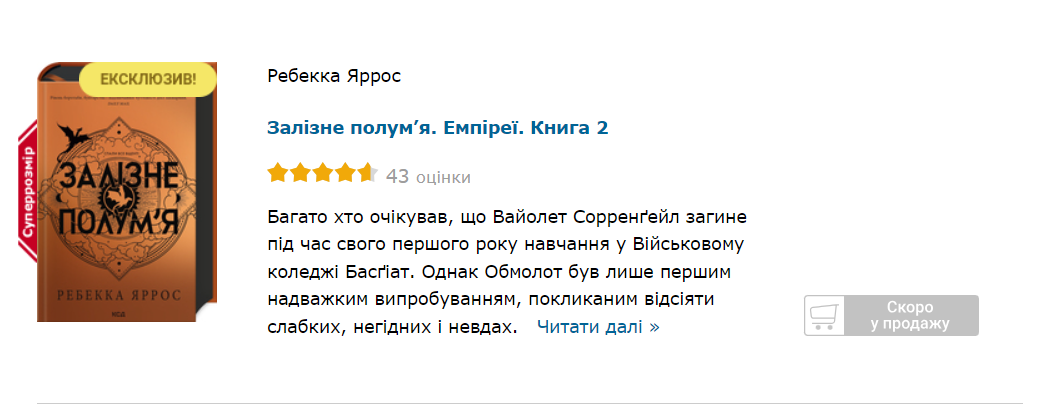 ЕКСКЛЮЗИВ!
Суперрозмір
ЗАЛІЗНЕ
ПОЛУМ’Я
РЕБЕККА ЯРРОС
КОД
Ребекка Яррос
Залізне полум’я. Емпіреї. Книга 2
43 оцінки
Багато хто очікував, що Вайолет Сорренґейл загине
під час свого першого року навчання у Військовому
коледжі Басґіат. Однак Обмолот був лише першим
надважким випробуванням, покликаним відсіяти
слабких, негідних і невдах. Читати далі »
Скоро
у продажу